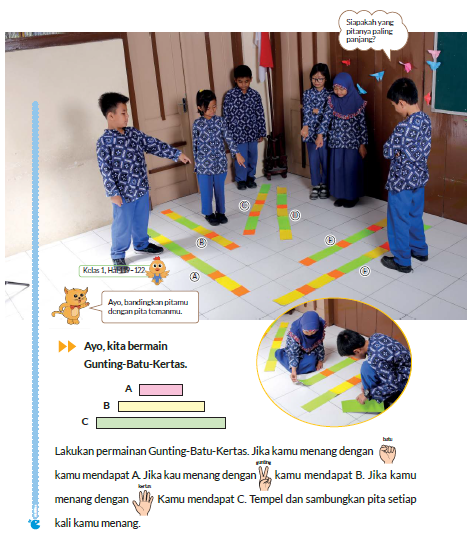 Siapakah yang
pitanya paling
panjang?
C
D
B
E
A
F
Kelas 1, Hal 119-122
Ayo, bandingkan pitamu
dengan pita temanmu.
Ayo, kita bermain
Gunting-Batu-Kertas.
A
B
C
batu
Lakukan permainan Gunting-Batu-Kertas. Jika kamu menang dengan
gunting
kamu mendapat A. Jika kau menang dengan kamu mendapat B. Jika kamu
kertas
menang dengan Kamu mendapat C. Tempel dan sambungkan pita setiap
kali kamu menang.